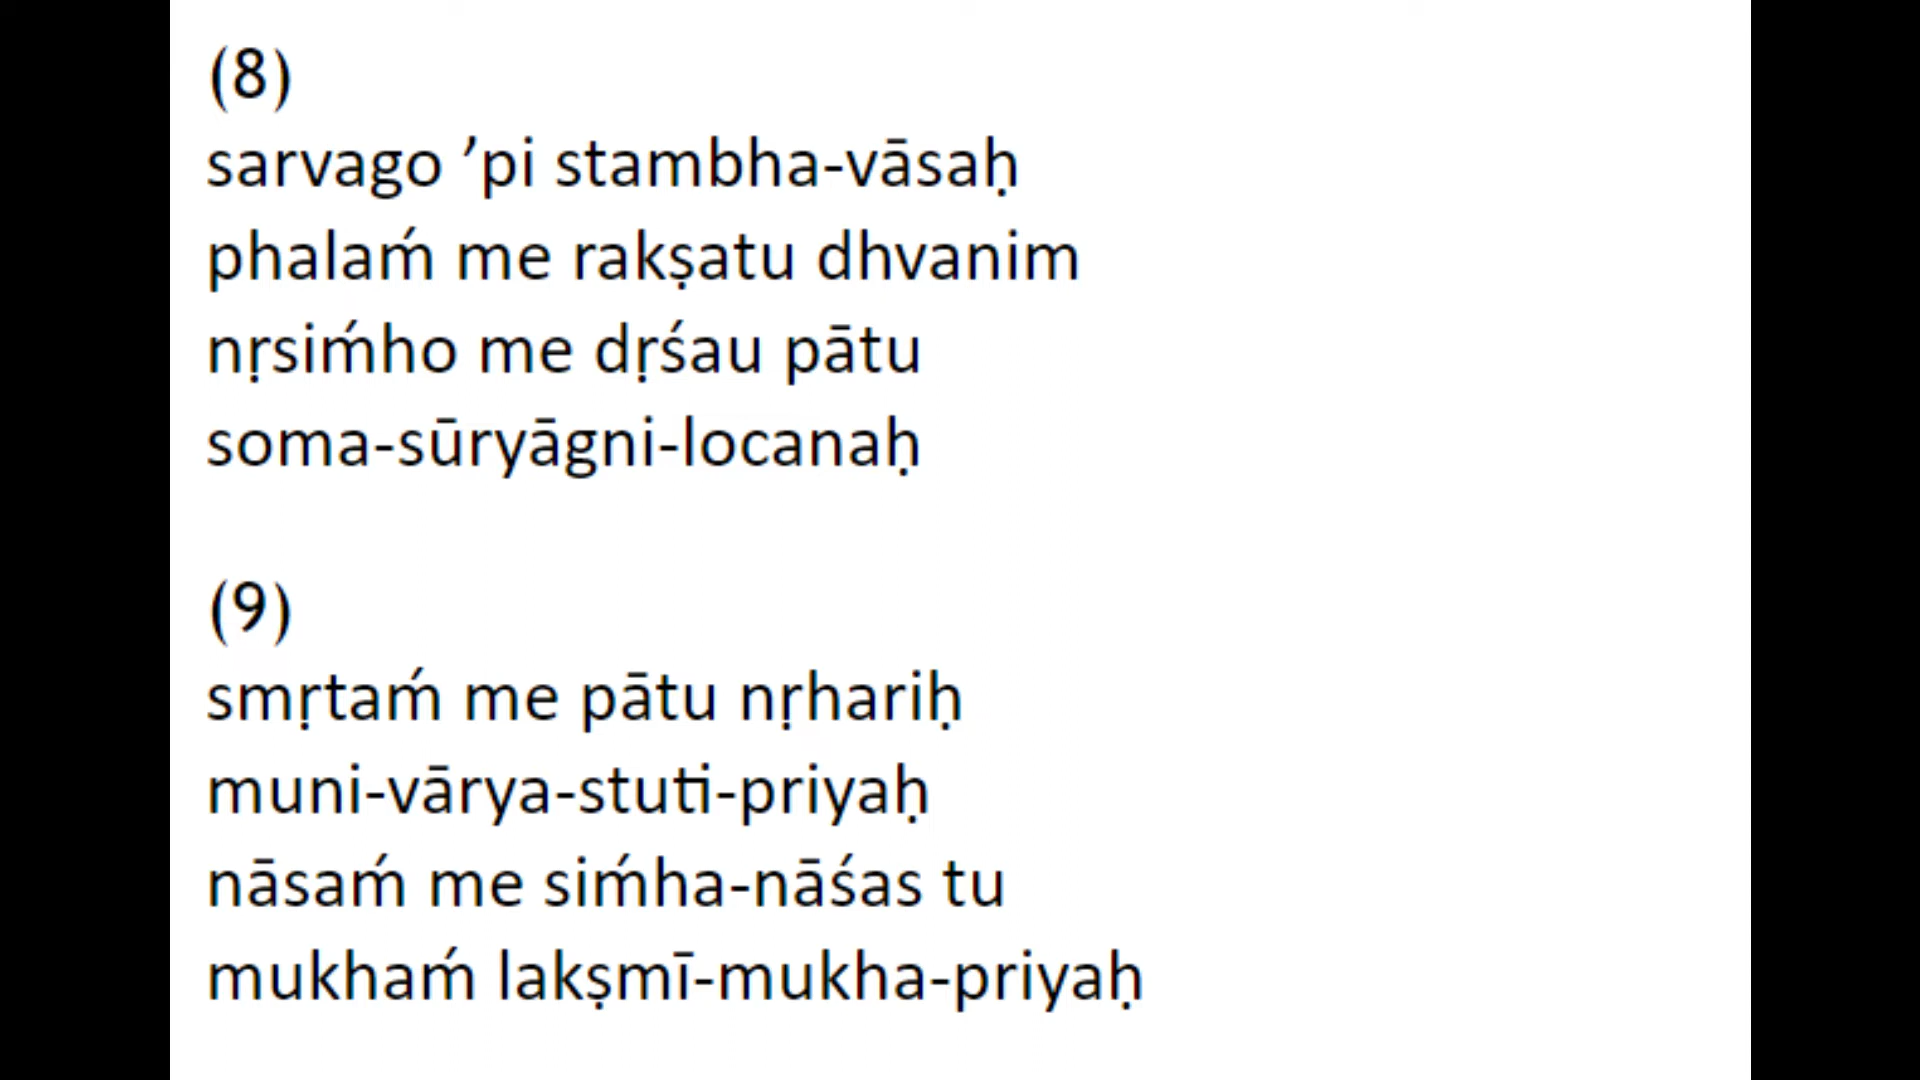 (8)
sarvago ’pi stambha-vāsaḥ
phalaḿ me rakṣatu dhvanim
nṛsiḿho me dṛśau pātu
soma-sūryāgni-locanaḥ
(9)
smṛtaḿ me pātu nṛhariḥ
muni-vārya-stuti-priyaḥ
nāsaḿ me siḿha-nāśas tu
mukhaḿ lakṣmī-mukha-priyaḥ